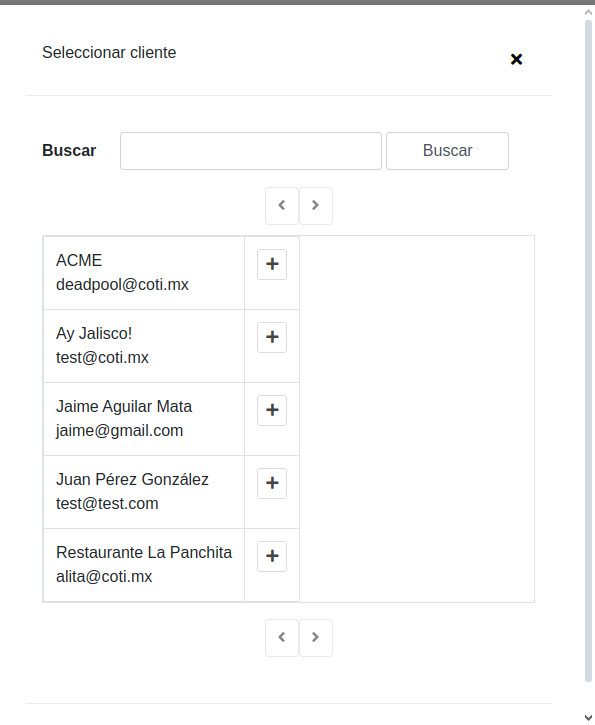 Seleccionar cliente
Buscar
Buscar
ACME
deadpool@coti.mx
Ay Jalisco!
test@coti.mx
Jaime Aguilar Mata
jaime@gmail.com
Juan Pérez González
test@test.com
Restaurante La Panchita
alita@coti.mx